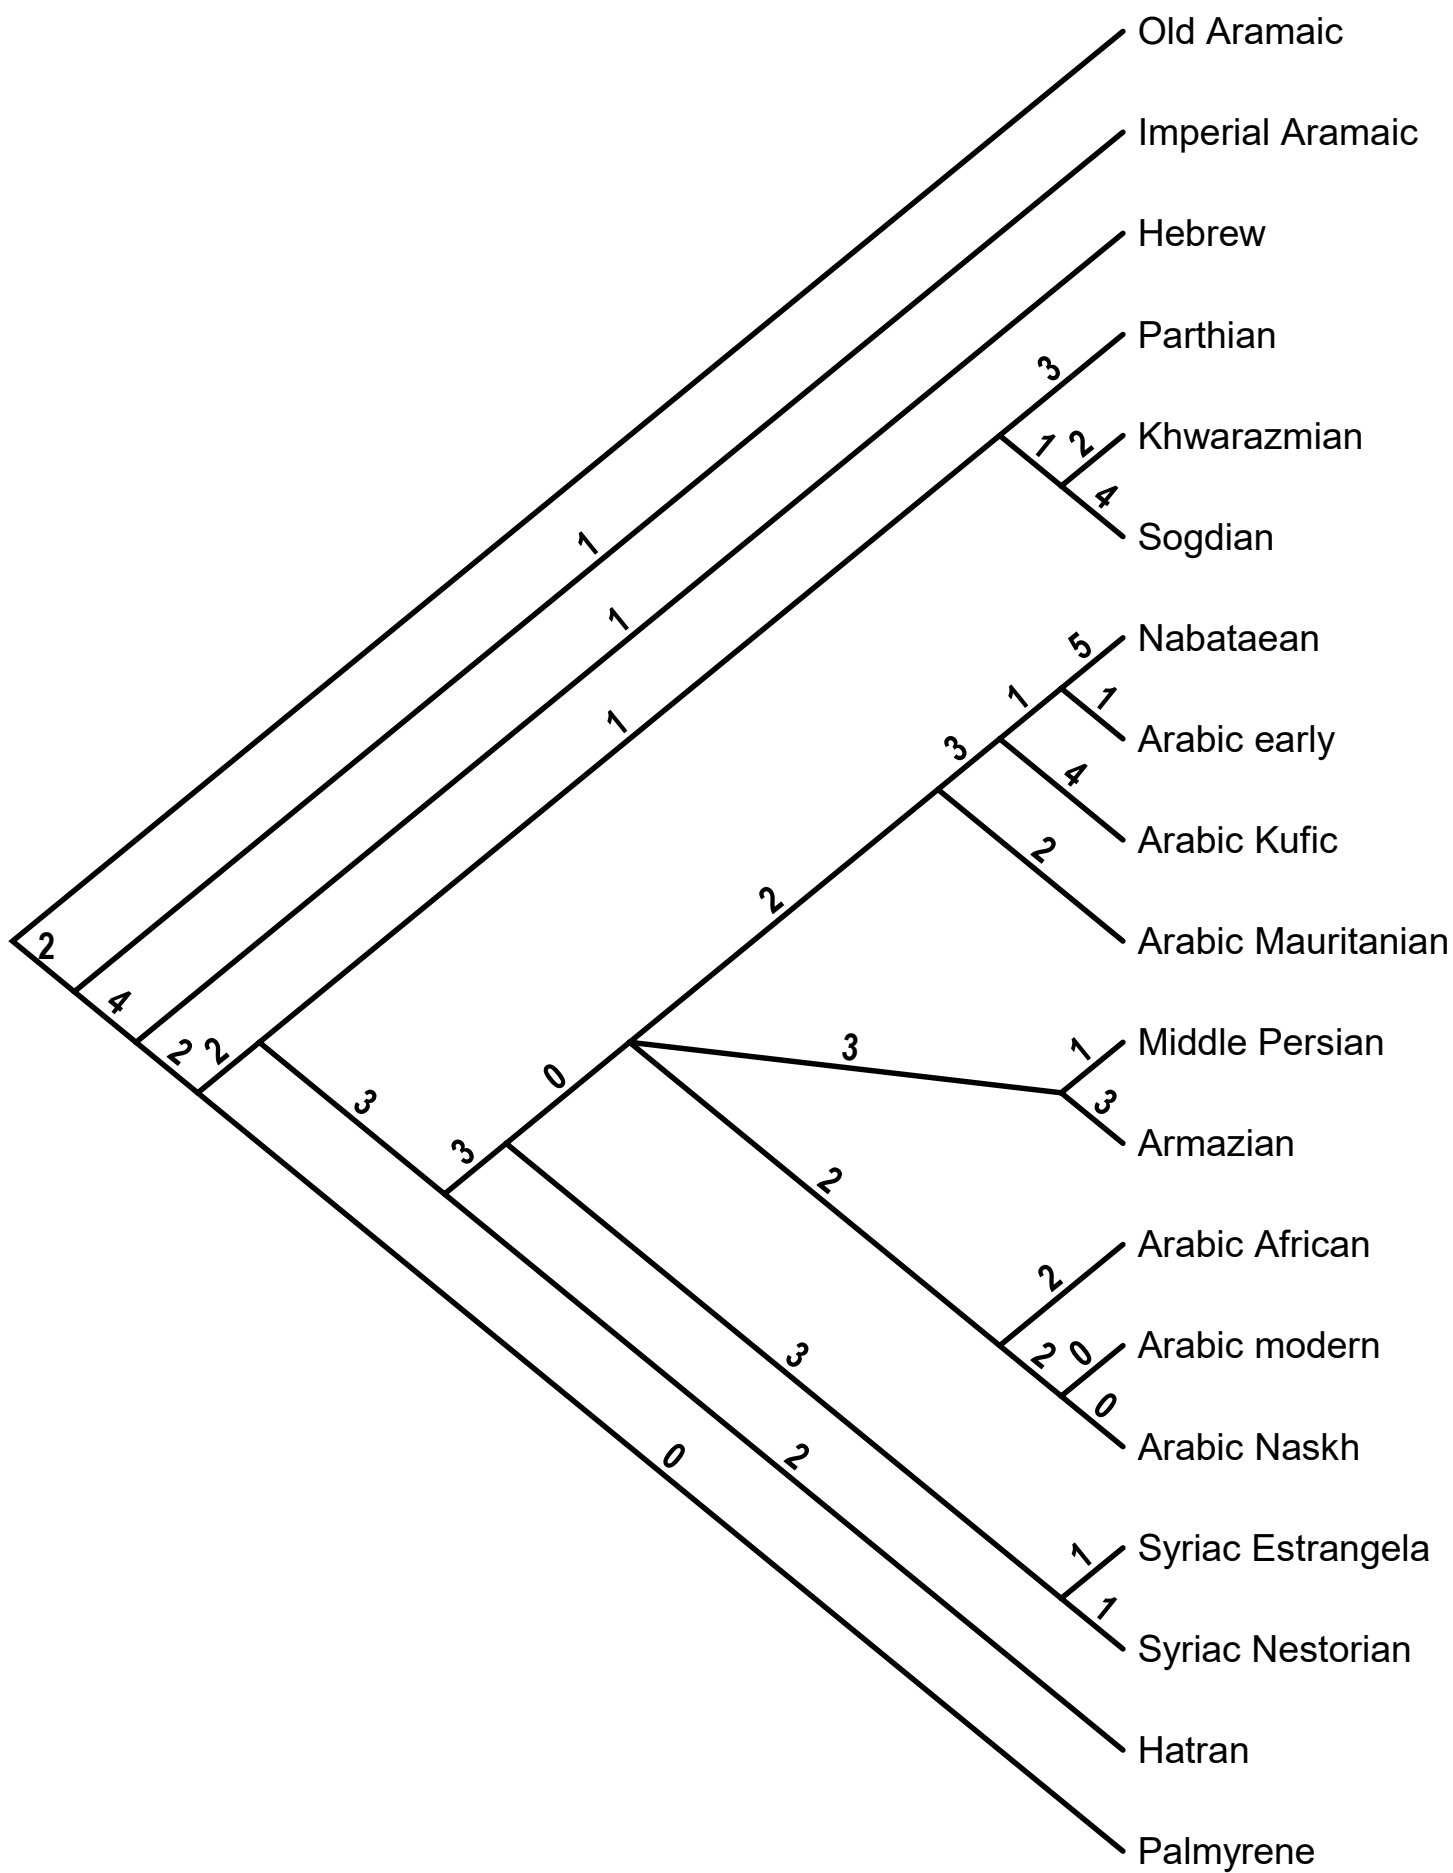 Old Aramaic
Imperial Aramaic
Hebrew
Parthian
3
Khwarazmian
1 2
4
Sogdian
1
1
Nabataean
5
1
1
Arabic early
3
1
4
Arabic Kufic
2
2
Arabic Mauritanian
2
4
Middle Persian
3
1
2 2
0
3
3
Armazian
3
2
Arabic African
2
Arabic modern
3
2 0
0
Arabic Naskh
0
2
Syriac Estrangela
1
1
Syriac Nestorian
Hatran
Palmyrene